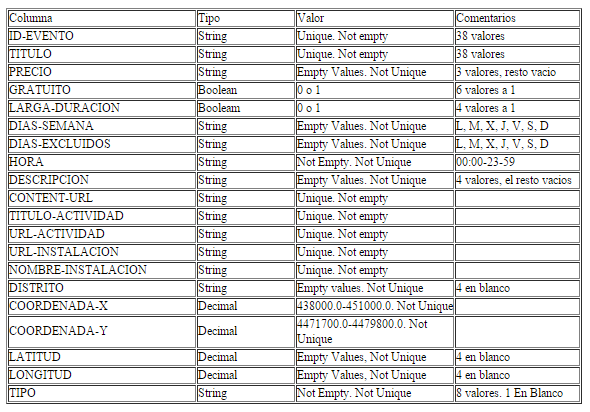 Columna Tipo Valor Comentarios
ID-EVENTO String Unique. Not empty 38 valores
TITULO String Unique. Not empty 38 valores
PRECIO String Empty Values. Not Unique 3 valores, resto vacio
GRATUITO Boolean 0 o 1 6 valores a 1
LARGA-DURACION Booleam 0 o 1 4 valores a 1
DIAS-SEMANA String Empty Values. Not Unique L, M, X, J, V, S, D
DIAS-EXCLUIDOS String Empty Values. Not Unique L, M, X, J, V, S, D
HORA String Not Empty. Not Unique 00:00-23-59
DESCRIPCION String Empty Values. Not Unique 4 valores, el resto vacios
CONTENT-URL String Unique. Not empty
TITULO-ACTIVIDAD String Unique. Not empty
URL-ACTIVIDAD String Unique. Not empty
URL-INSTALACION String Unique. Not empty
NOMBRE-INSTALACION String Unique. Not empty
DISTRITO String Empty values. Not Unique 4 en blanco
COORDENADA-X Decimal 438000.0-451000.0. Not Unique
COORDENADA-Y Decimal 4471700.0-4479800.0. Not
Unique
LATITUD Decimal Empty Values, Not Unique 4 en blanco
LONGITUD Decimal Empty Values, Not Unique 4 en blanco
TIPO String Not Empty. Not Unique 8 valores. 1 En Blanco